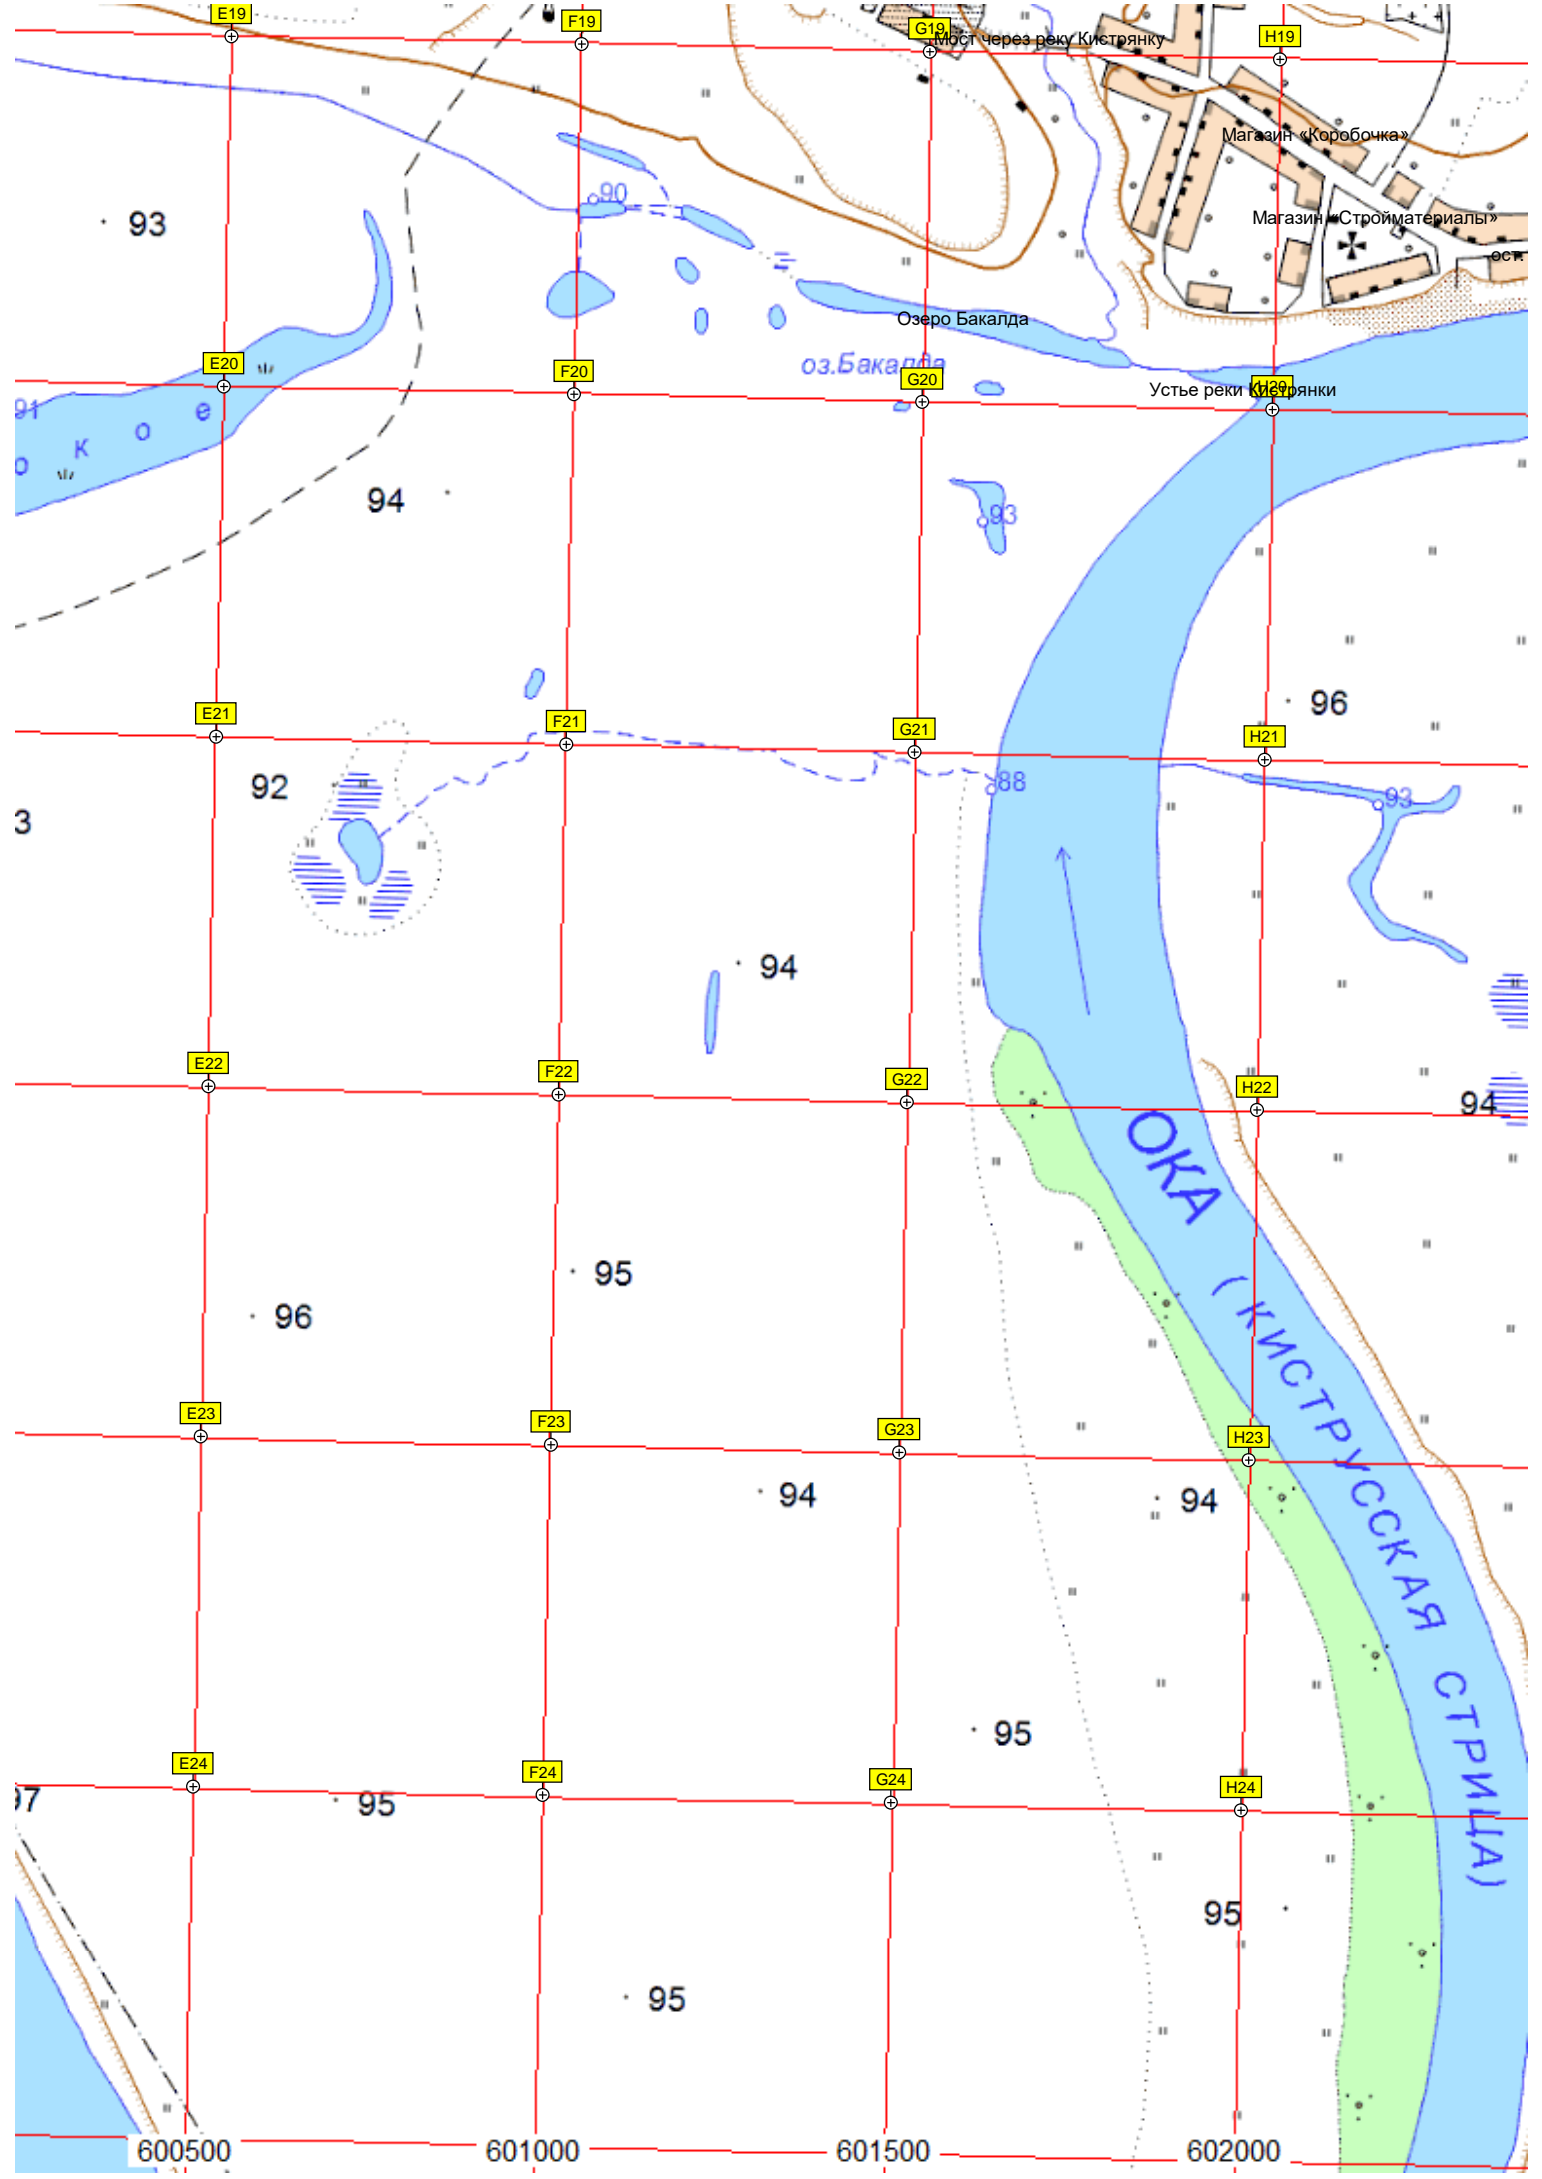 E19
F19
G19
Мост через реку Кистрянку
H19
Магазин «Коробочка»
90
93
Магазин «Стройматериалы»
ост.
Озеро Бакалда
оз.Бакалда
E20
F20
G20
H20
Устье реки Кистрянки
91
о к о е
94
93
96
E21
F21
G21
H21
92
88
93
3
94
E22
F22
G22
H22
94
ОКА
95
96
(КИСТРУССКАЯ СТРИЦА)
E23
F23
G23
H23
94
94
95
E24
F24
G24
H24
97
95
95
95
600500
601000
601500
602000